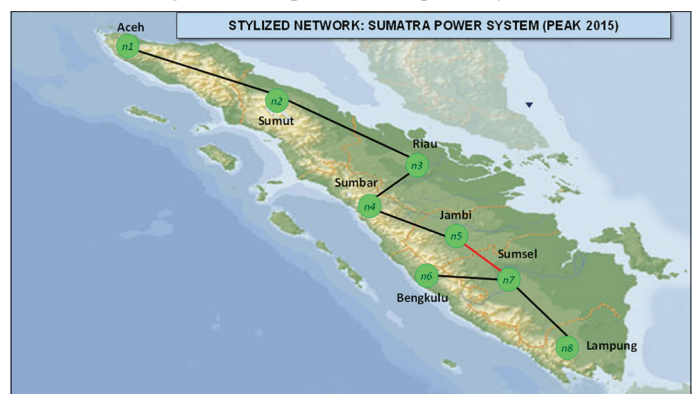 STYLIZED NETWORK: SUMATRA POWER SYSTEM (PEAK 2015)
Aceh
n1
n2
Sumut
Riau
n3
Sumbar
n4
Jambi
n5
Sumsel
n6
n7
Bengkulu
n8
Lampung